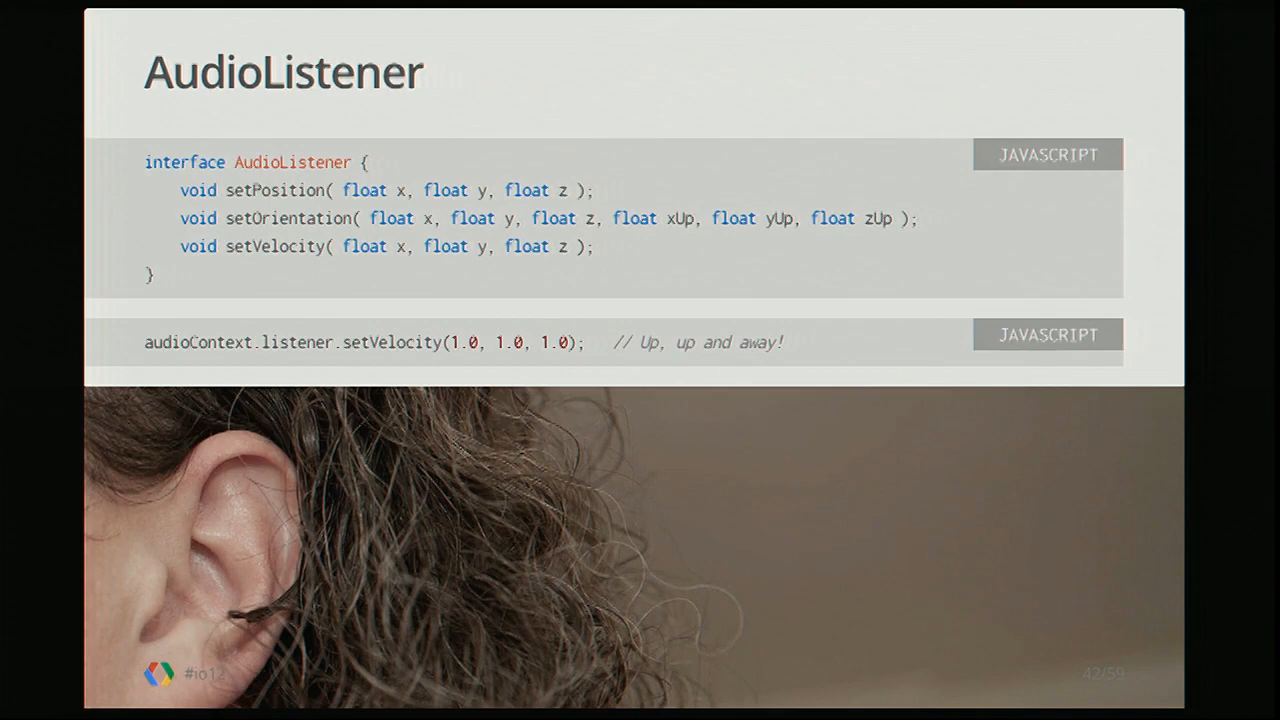 AudioListener
JAVASCRIPT
interface AudioListener {
void setPosition( float x, float y, float z );
void setOrientation( float x, float y, float z, float xUp, float yUp, float zUp );
void setVelocity( float x, float y, float z );
}
JAVASCRIPT
audioContext.listener.setVelocity(1.0, 1.0, 1.0); // Up, up and away!
#io12
42/59